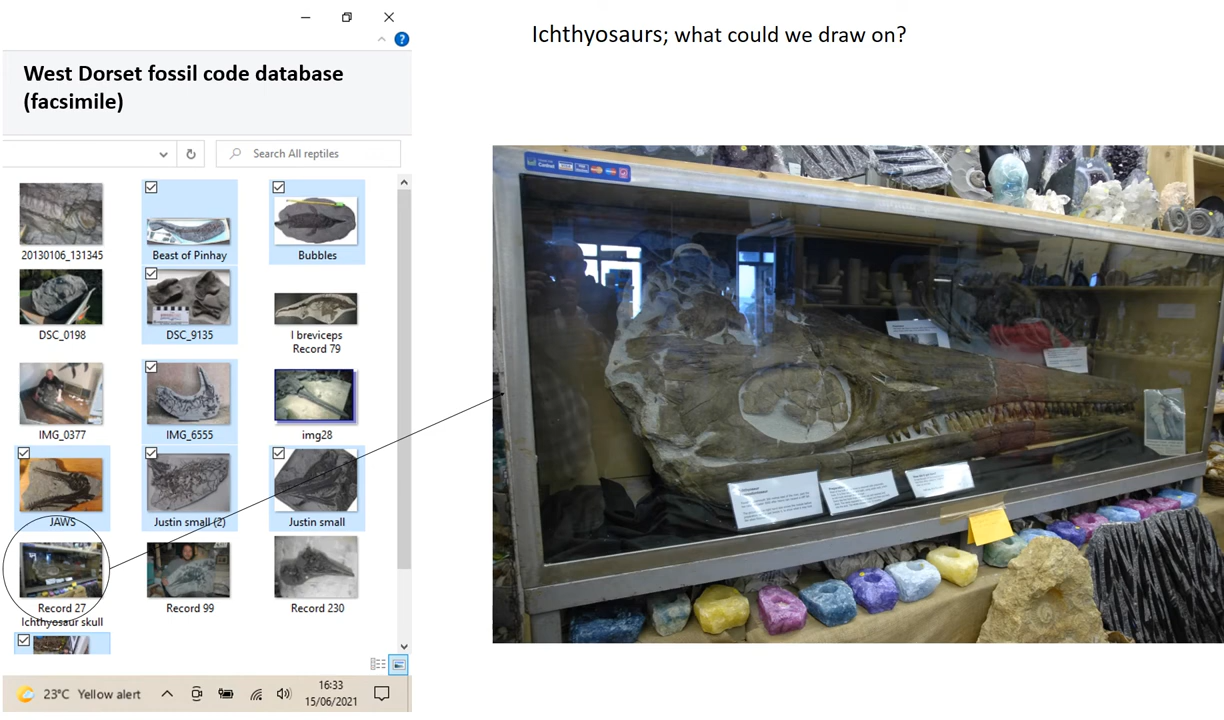 Ichthyosaurs; what could we draw on?
West Dorset fossil code database
(facsimile)
Search All reptiles
20130106_131345
Beast of Pinhay
Bubbles
DSC_0198
DSC_9135
I breviceps
Record 79
IMG_0377
IMG_6555
img28
JAWS
Justin small (2)
Justin small
Record 27
Ichthyosaur skull
Record 99
Record 230
23°C Yellow alert
16:33
15/06/2021